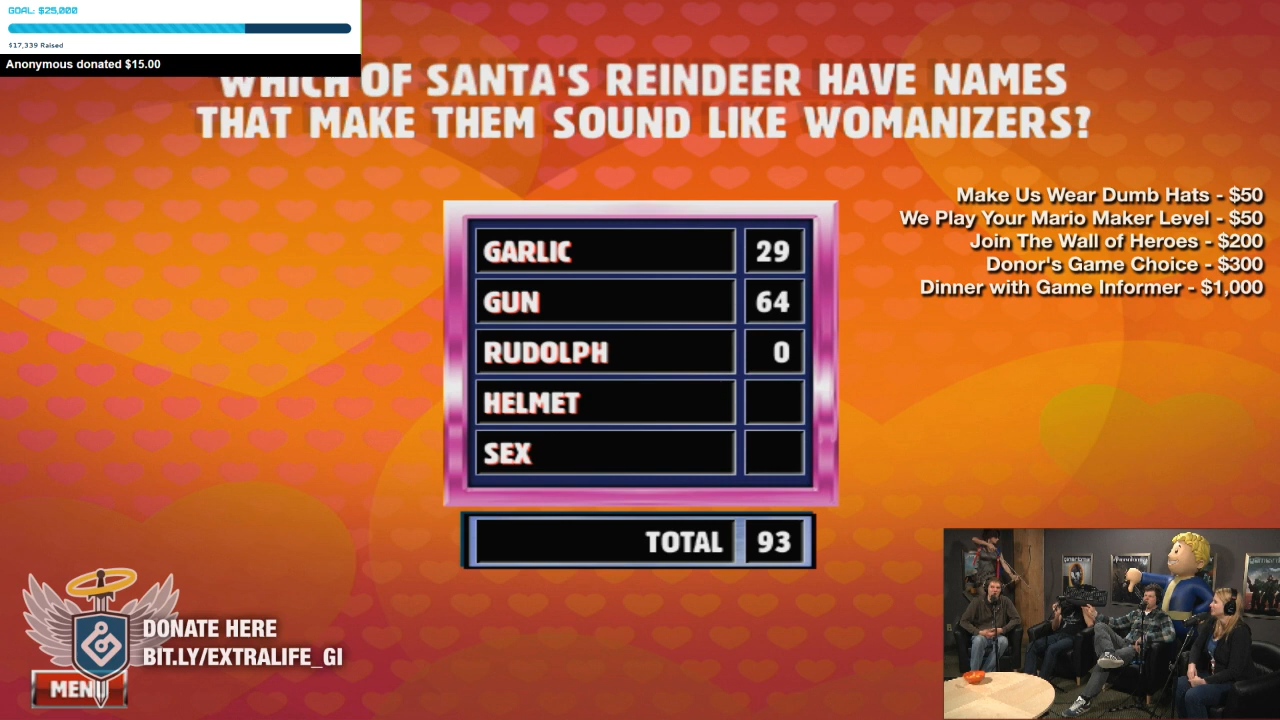 GOAL: $25,000
$17,339 Raised
Anonymous donated $15.00
WHICH OF SANTA'S REINDEER HAVE NAMES
THAT MAKE THEM SOUND LIKE WOMANIZERS?
Make Us Wear Dumb Hats - $50
We Play Your Mario Maker Level - $50
Join The Wall of Heroes - $200
Donor's Game Choice - $300
Dinner with Game Informer - $1,000
GARLIC 29
GUN 64
RUDOLPH 0
HELMET
SEX
TOTAL 93
DONATE HERE
BIT.LY/EXTRALIFE_GI
MENU